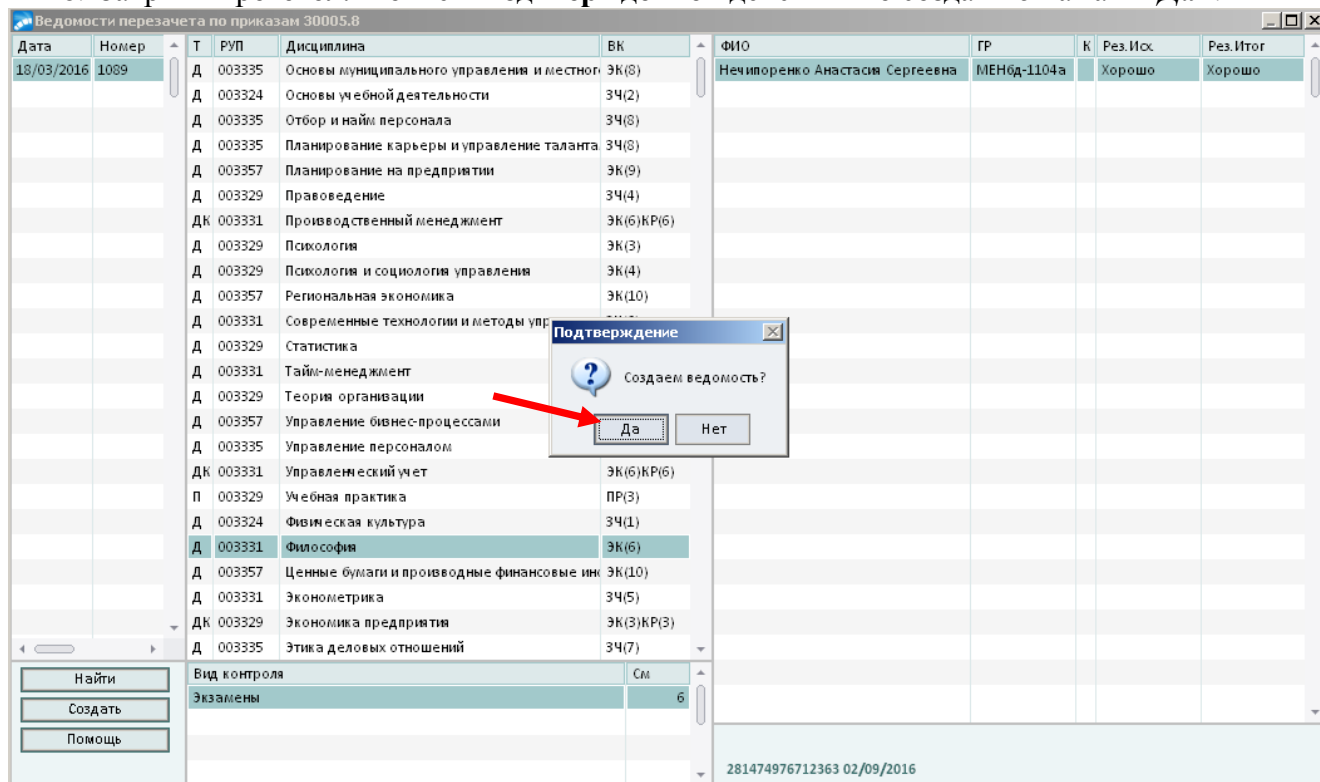 Ведомости перезачета по приказам 30005.8
Дата Номер Т РУП Дисциплина ВК ФИО ГР К Рез.Исх. Рез.Итог
18/03/2016 1089 Д 003335 Основы муниципального управления и местног ЭК(8) Нечипоренко Анастасия Сергеевна МЕНбд-1104а Хорошо Хорошо
Д 003324 Основы учебной деятельности ЗЧ(2)
Д 003335 Отбор и найм персонала ЗЧ(8)
Д 003335 Планирование карьеры и управление таланта ЗЧ(8)
Д 003357 Планирование на предприятии ЭК(9)
Д 003329 Правоведение ЗЧ(4)
ДК 003331 Производственный менеджмент ЭК(6)КР(6)
Д 003329 Психология ЭК(3)
Д 003329 Психология и социология управления ЭК(4)
Д 003357 Региональная экономика ЭК(10)
Д 003331 Современные технологии и методы упр
Д 003329 Статистика
Д 003331 Тайм-менеджмент
Д 003329 Теория организации
Д 003357 Управление бизнес-процессами
Д 003335 Управление персоналом
ДК 003331 Управленческий учет ЭК(6)КР(6)
П 003329 Учебная практика ПР(3)
Д 003324 Физическая культура ЗЧ(1)
Д 003331 Философия ЭК(6)
Д 003357 Ценные бумаги и производные финансовые инс ЭК(10)
Д 003331 Эконометрика ЗЧ(5)
ДК 003329 Экономика предприятия ЭК(3)КР(3)
Д 003335 Этика деловых отношений ЗЧ(7)
Подтверждение
Создаем ведомость?
Да Нет
Найти
Создать
Помощь
Вид контроля См
Экзамены 6
281474976712363 02/09/2016